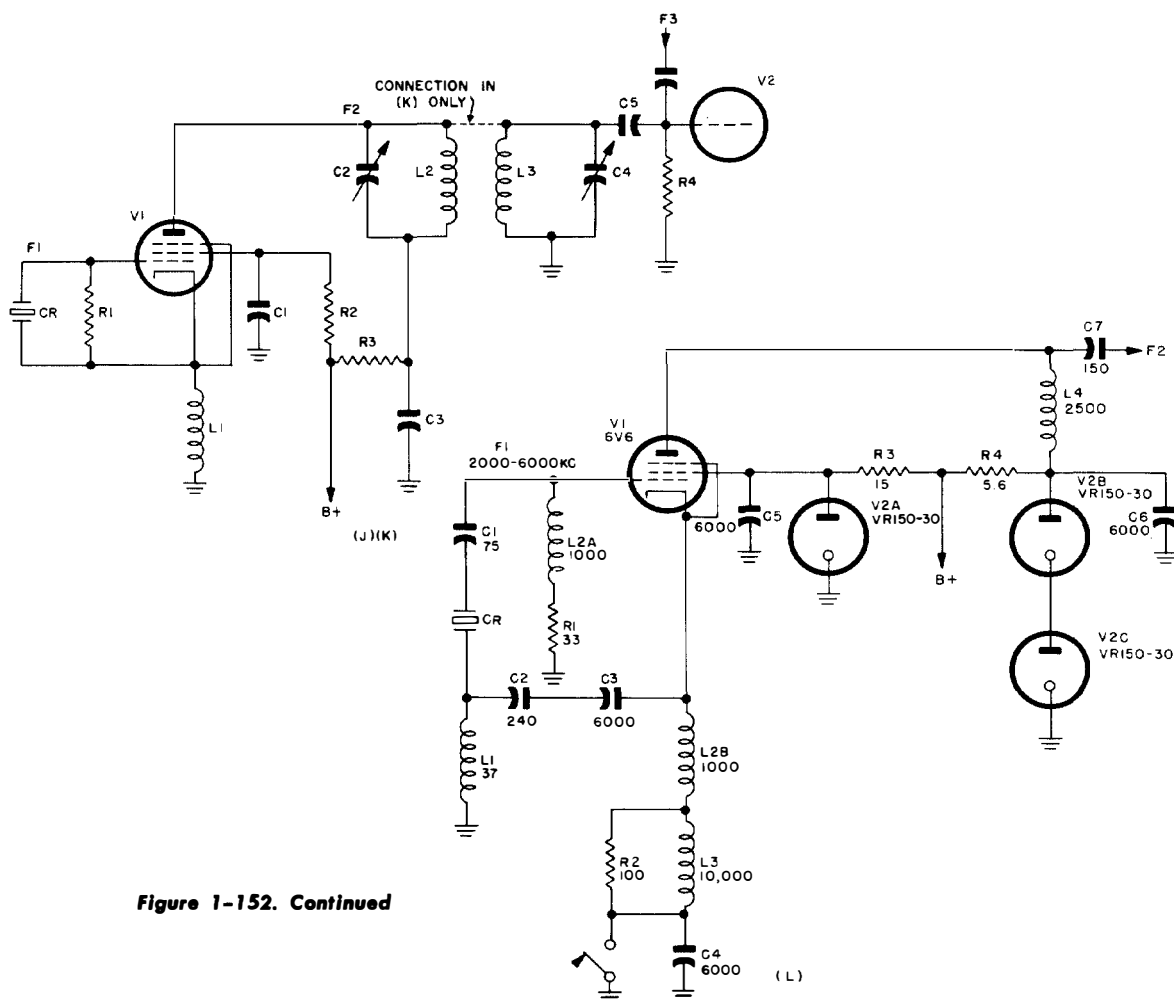 F3
V2
CONNECTION IN
(K) ONLY
F2
C5
C2
L2
L3
C4
R4
V1
F1
CR
R1
C1
R2
R3
L1
C3
B+
(J)(K)
C7
150
F2
L4
2500
V1
6V6
F1
2000-6000KC
R3
15
R4
5.6
V2B
VR150-30
V2A
VR150-30
C5
6000
C6
6000
B+
C1
75
L2A
1000
CR
R1
33
V2C
VR150-30
C2
240
C3
6000
L1
37
L2B
1000
R2
100
L3
10,000
C4
6000
(L)
Figure 1-152. Continued